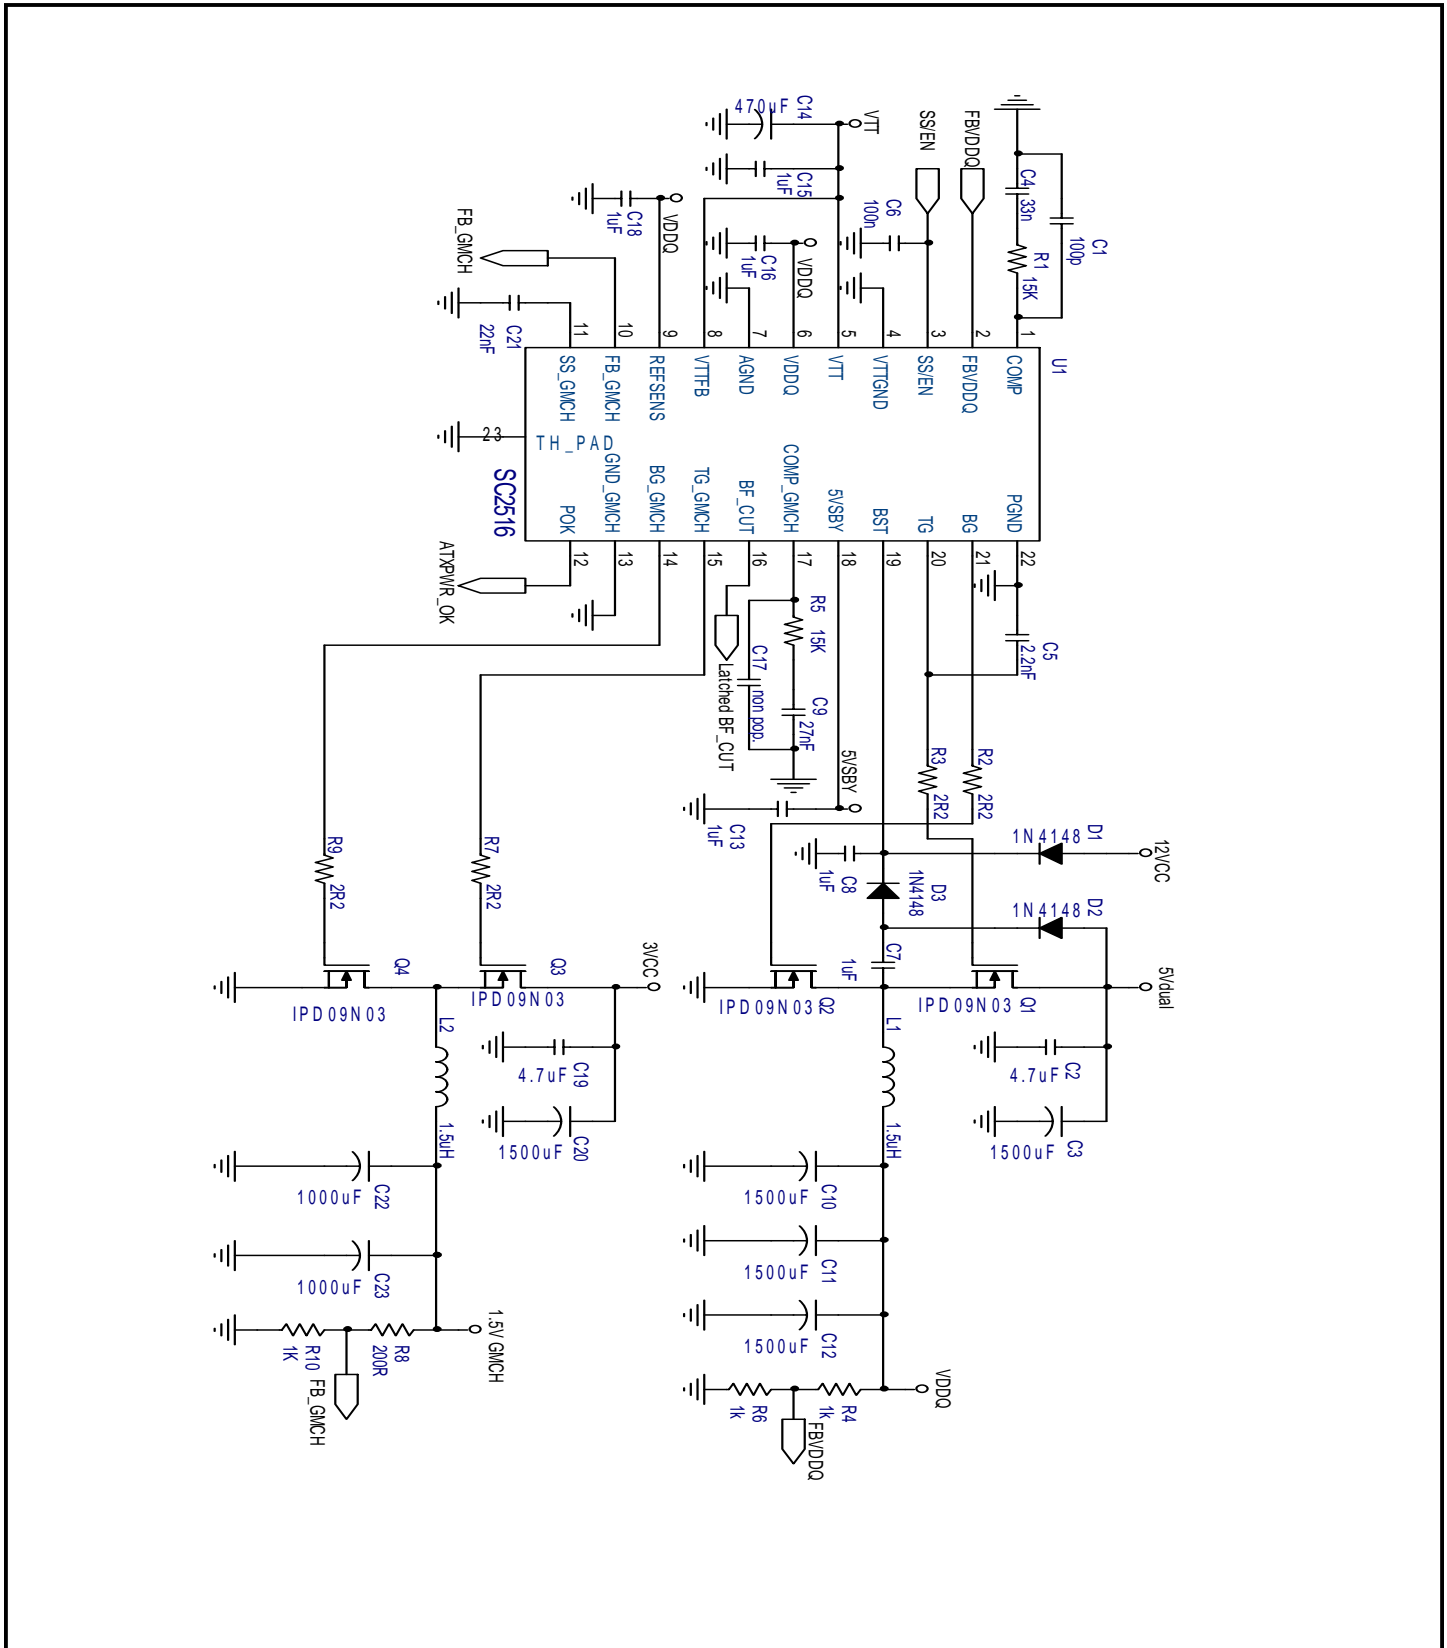 C1
100p
C4
33n
R1
15K
FBVDDQ
SS/EN
C6
100n
VTT
C14
470uF
C15
1uF
VDDQ
C16
1uF
VDDQ
C18
1uF
FB_GMCH
C21
22nF
U1
1
COMP
2
FBVDDQ
3
SS/EN
4
VTTGND
5
VTT
6
VDDQ
7
AGND
8
VTTFB
9
REFSENS
10
FB_GMCH
11
SS_GMCH
23
TH_PAD
SC2516
PGND
22
BG
21
TG
20
BST
19
5VSBY
18
COMP_GMCH
17
BF_CUT
16
TG_GMCH
15
BG_GMCH
14
GND_GMCH
13
POK
12
ATXPWR_OK
C5
2.2nF
R5
15K
C17
non pop.
C9
27nF
Latched BF_CUT
5VSBY
C13
1uF
R2
2R2
R3
2R2
R7
2R2
R9
2R2
12VCC
D1
1N4148
D2
1N4148
D3
1N4148
C8
1uF
C7
1uF
5Vdual
Q1
IPD09N03
Q2
IPD09N03
3VCC
Q3
IPD09N03
Q4
IPD09N03
C2
4.7uF
C3
1500uF
L1
1.5uH
C10
1500uF
C11
1500uF
C12
1500uF
VDDQ
R4
1k
R6
1k
FBVDDQ
C19
4.7uF
C20
1500uF
L2
1.5uH
C22
1000uF
C23
1000uF
1.5V GMCH
R8
200R
R10
1K
FB_GMCH